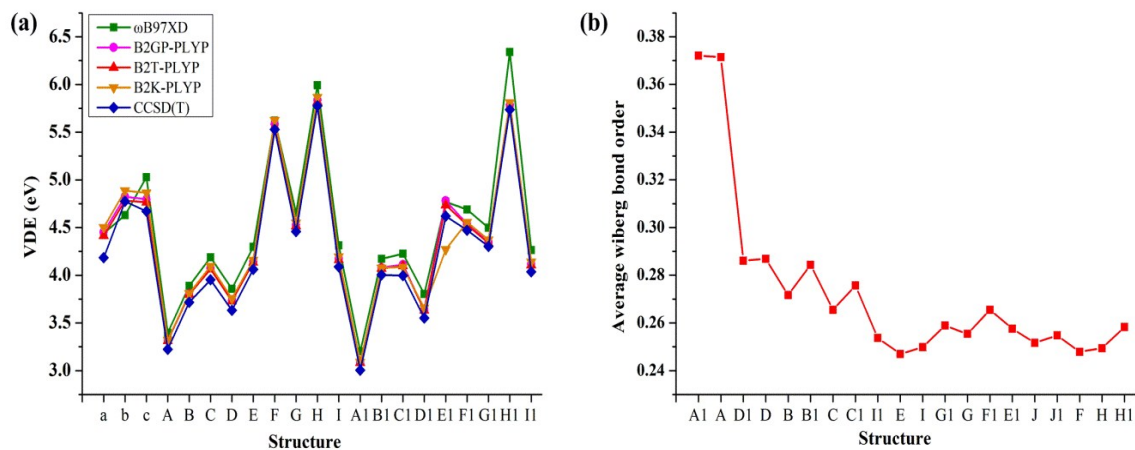 (a)
ωB97XD
B2GP-PLYP
B2T-PLYP
B2K-PLYP
CCSD(T)
VDE (eV)
6.5
6.0
5.5
5.0
4.5
4.0
3.5
3.0
a b c A B C D E F G H I A1 B1 C1 D1 E1 F1 G1 H1 I1
Structure
(b)
Average wiberg bond order
0.38
0.36
0.34
0.32
0.30
0.28
0.26
0.24
A1 A D1 D B B1 C C1 I1 E I G1 G F1 E1 J J1 F H H1
Structure